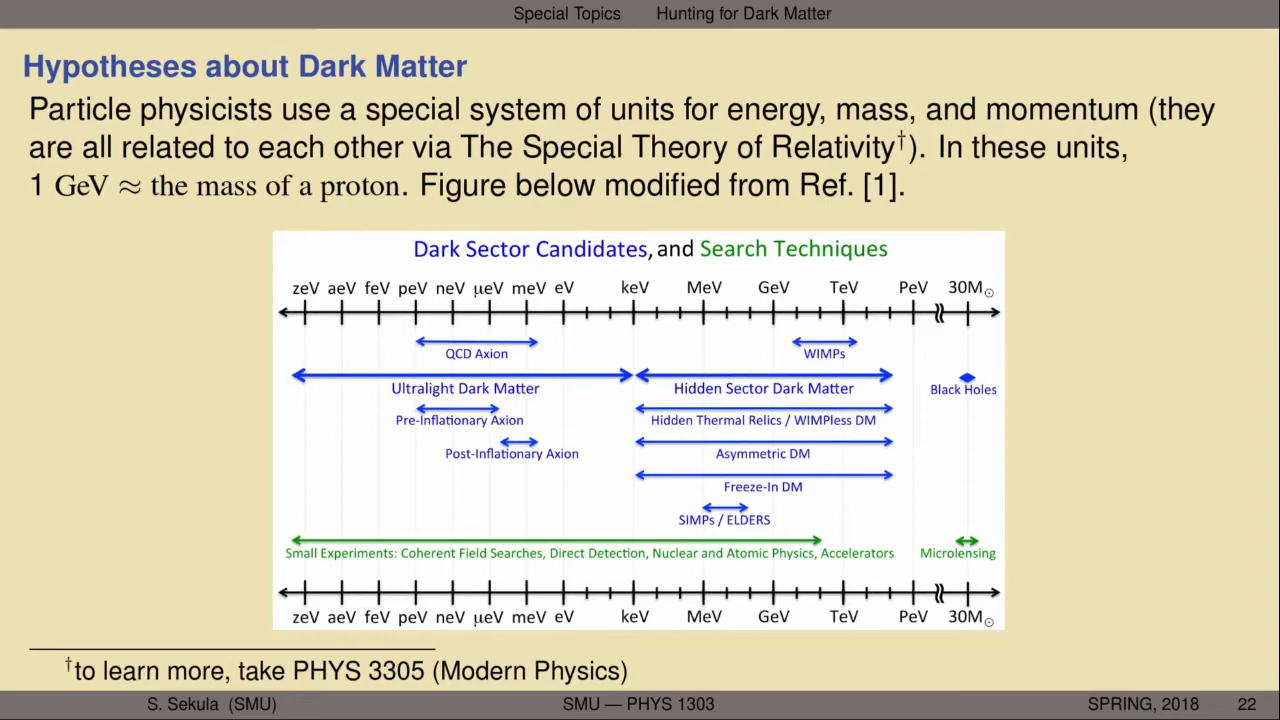 Special Topics Hunting for Dark Matter
Hypotheses about Dark Matter
Particle physicists use a special system of units for energy, mass, and momentum (they
are all related to each other via The Special Theory of Relativity†). In these units,
1 GeV ≈ the mass of a proton. Figure below modified from Ref. [1].
Dark Sector Candidates, and Search Techniques
zeV aeV feV peV neV μeV meV eV keV MeV GeV TeV PeV 30M☉
QCD Axion WIMPs
Ultralight Dark Matter Hidden Sector Dark Matter Black Holes
Pre-Inflationary Axion Hidden Thermal Relics / WIMPless DM
Post-Inflationary Axion Asymmetric DM
Freeze-In DM
SIMPs / ELDERS
Small Experiments: Coherent Field Searches, Direct Detection, Nuclear and Atomic Physics, Accelerators Microlensing
zeV aeV feV peV neV μeV meV eV keV MeV GeV TeV PeV 30M☉
†to learn more, take PHYS 3305 (Modern Physics)
S. Sekula (SMU) SMU — PHYS 1303 SPRING, 2018 22